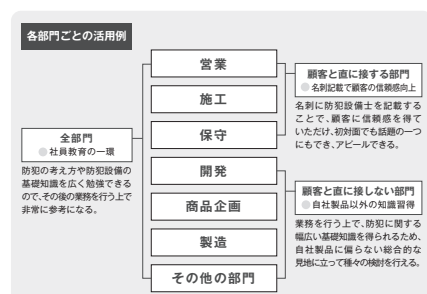 各部門ごとの活用例
全部門
●社員教育の一環
防犯の考え方や防犯設備の
基礎知識を広く勉強できる
ので、その後の業務を行う上で
非常に参考になる。
営業
施工
保守
開発
商品企画
製造
その他の部門
顧客と直に接する部門
●名刺記載で顧客の信頼感向上
名刺に防犯設備士を記載する
ことで、顧客に信頼感を得て
いただけ、初対面でも話題の一つ
にもでき、アピールできる。
顧客と直に接しない部門
●自社製品以外の知識習得
業務を行う上で、防犯に関する
幅広い基礎知識を得られるため、
自社製品に偏らない総合的な
見地に立って種々の検討を行える。